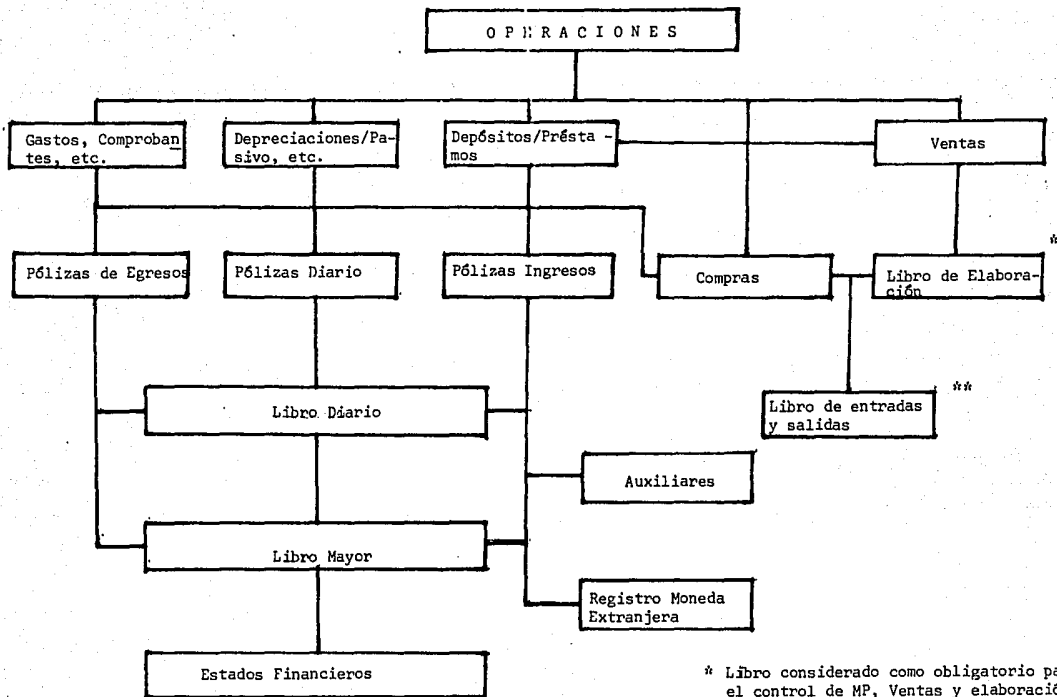 OPERACIONES
Gastos, Comproban
tes, etc.
Depreciaciones/Pa-
sivo, etc.
Depósitos/Présta -
mos
Ventas
Pólizas de Egresos
Pólizas Diario
Pólizas Ingresos
Compras
Libro de Elabora-
ción
*
Libro Diario
Libro de entradas
y salidas
**
Auxiliares
Libro Mayor
Registro Moneda
Extranjera
Estados Financieros
* Libro considerado como obligatorio pa
el control de MP, Ventas y elaboració